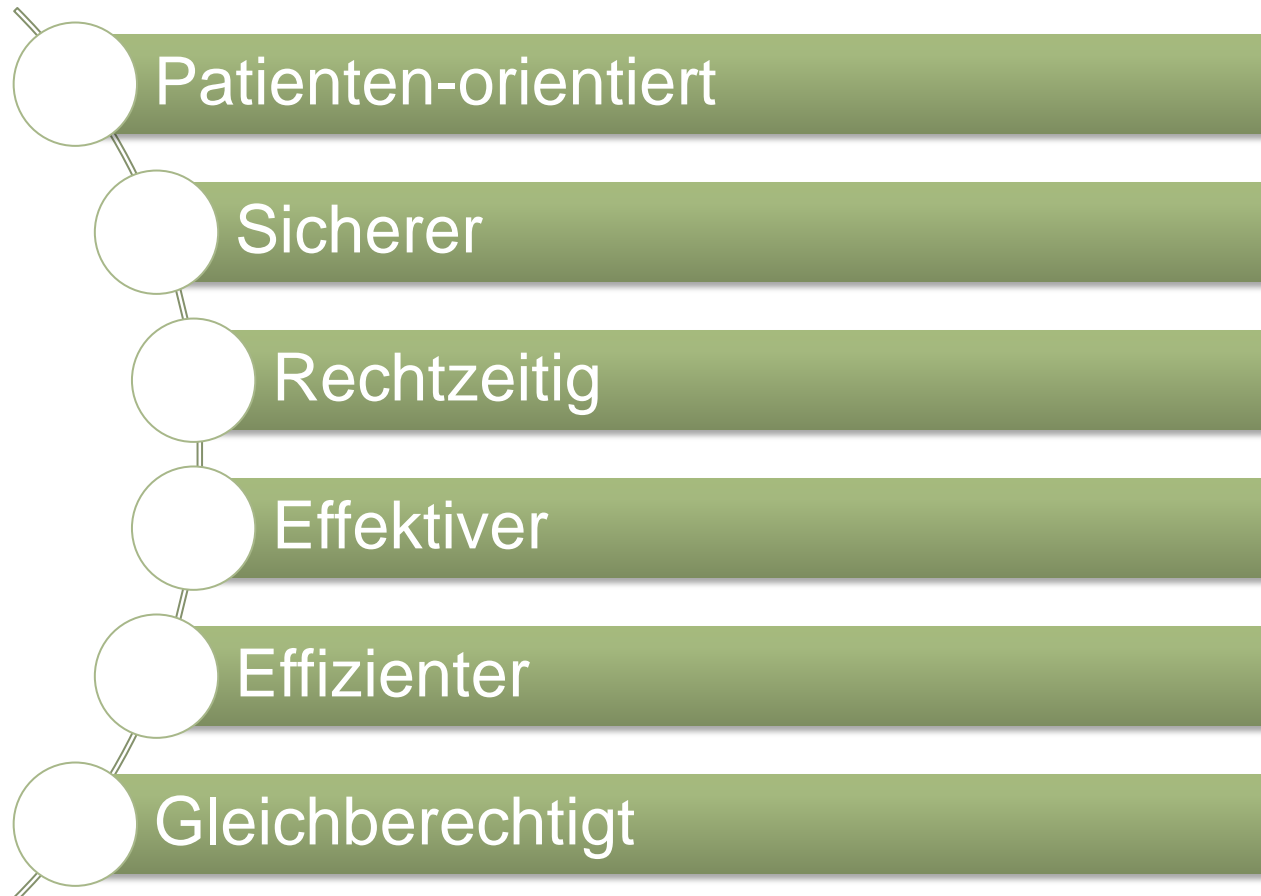 Patienten-orientiert
Sicherer
Rechtzeitig
Effektiver
Effizienter
Gleichberechtigt